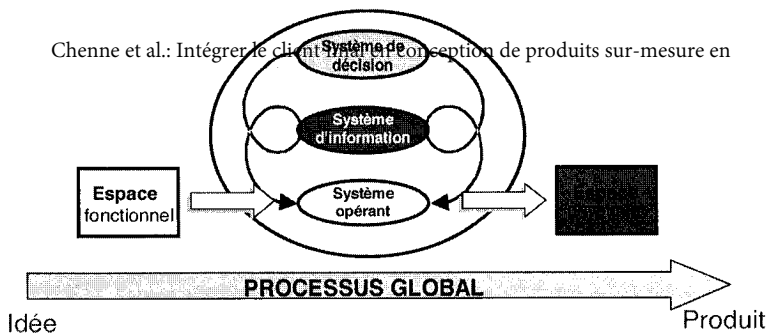 Chenne et al.: Intégrer le client final en conception de produits sur-mesure en
Système de
décision
Système
d'information
Espace
fonctionnel
Système
opérant
Espace
PROCESSUS GLOBAL
Idée
Produit